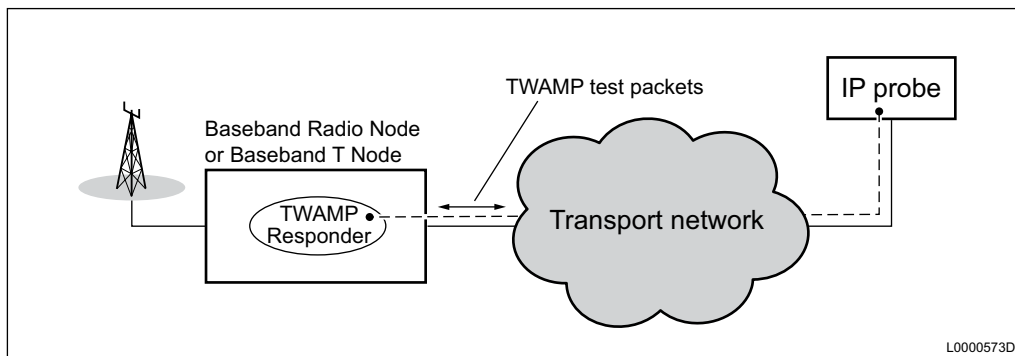 TWAMP test packets
IP probe
Baseband Radio Node
or Baseband T Node
TWAMP
Responder
Transport network
L0000573D